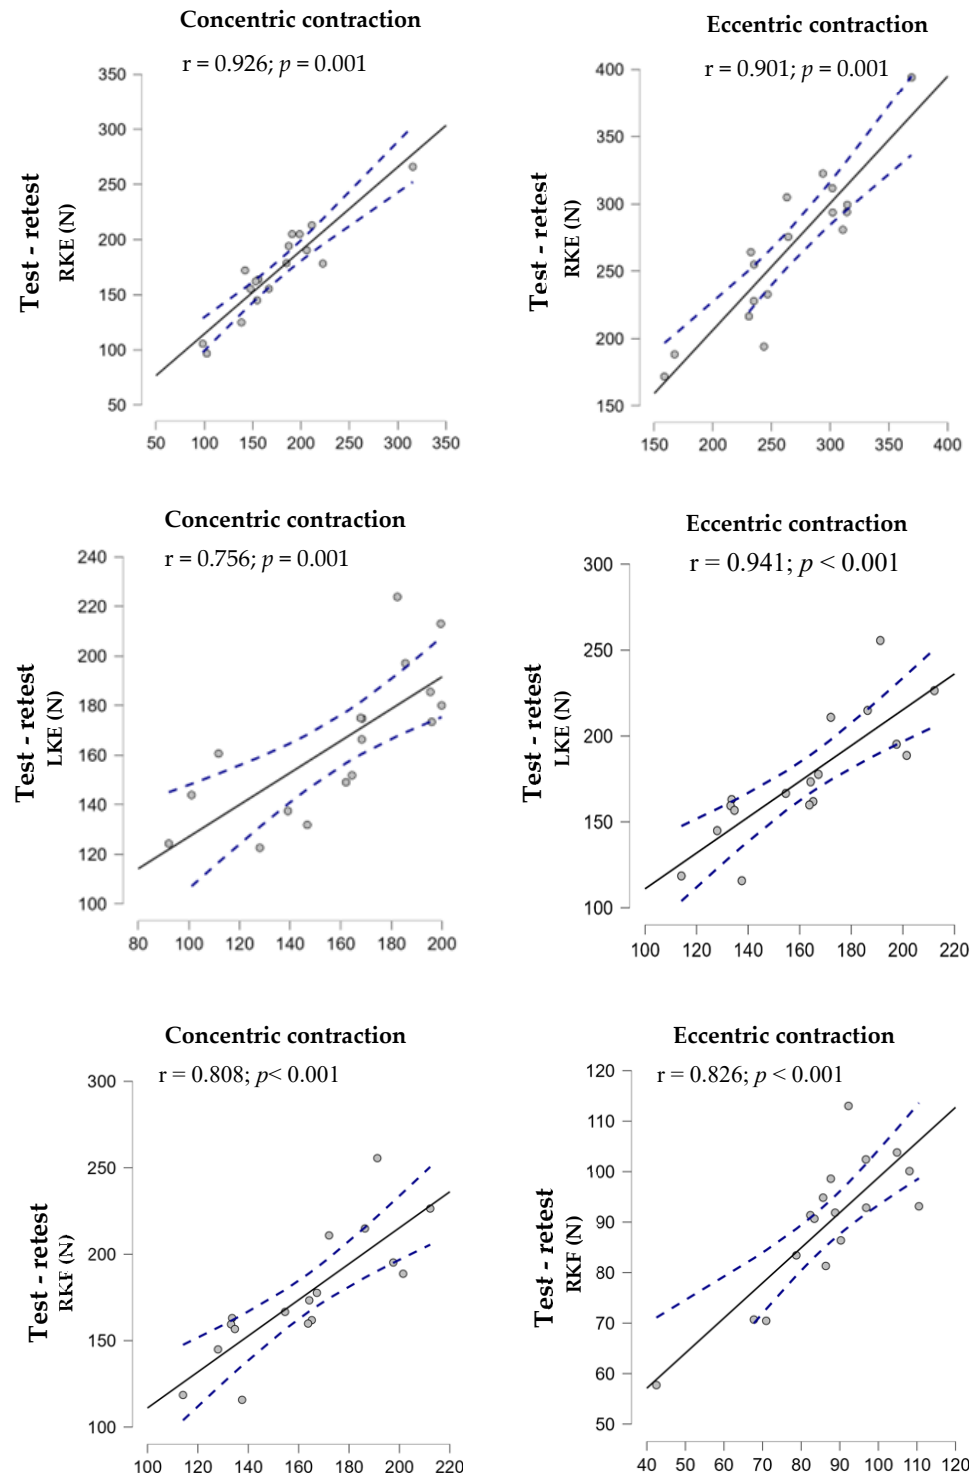 Concentric contraction
r = 0.926; p = 0.001
Test - retest
RKE (N)
350
300
250
200
150
100
50
50 100 150 200 250 300 350
Eccentric contraction
r = 0.901; p = 0.001
Test - retest
RKE (N)
400
350
300
250
200
150
150 200 250 300 350 400
Concentric contraction
r = 0.756; p = 0.001
Test - retest
LKE (N)
240
220
200
180
160
140
120
100
80 100 120 140 160 180 200
Eccentric contraction
r = 0.941; p < 0.001
Test - retest
LKE (N)
300
250
200
150
100
100 120 140 160 180 200 220
Concentric contraction
r = 0.808; p< 0.001
Test - retest
RKF (N)
300
250
200
150
100
100 120 140 160 180 200 220
Eccentric contraction
r = 0.826; p < 0.001
Test - retest
RKF (N)
120
110
100
90
80
70
60
50
40 50 60 70 80 90 100 110 120